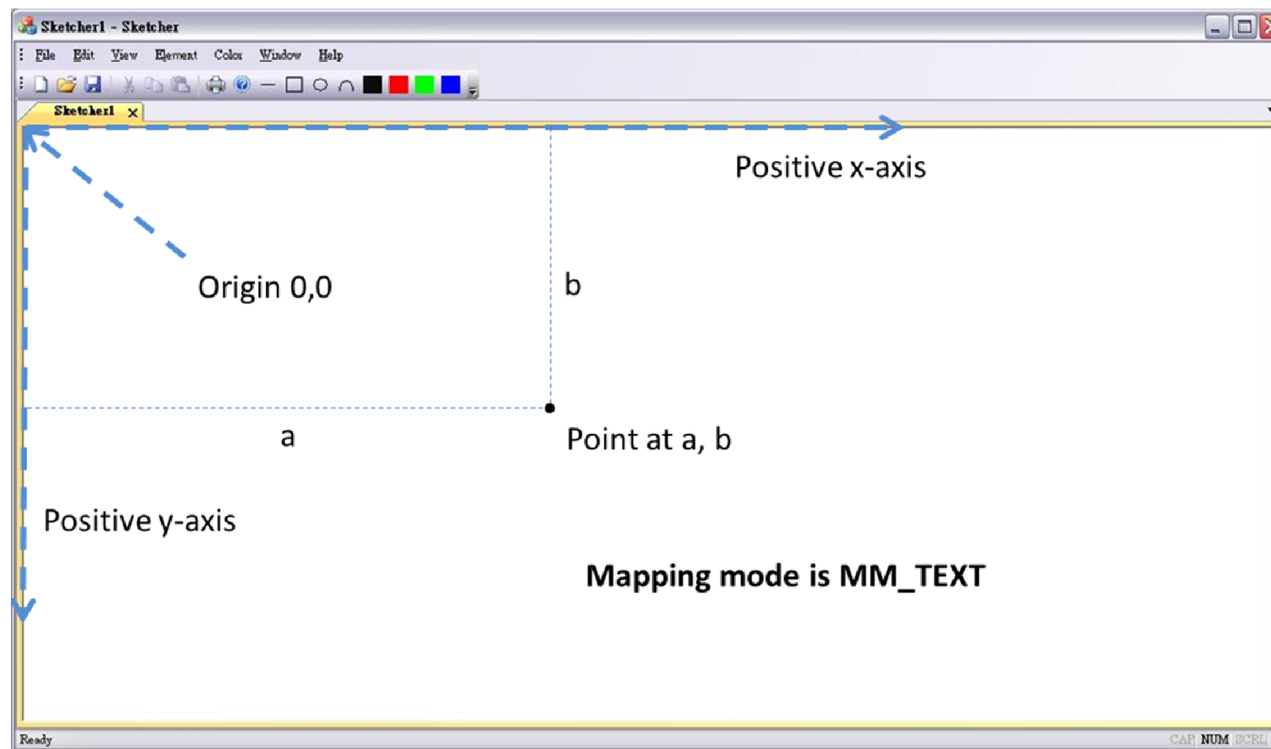 Sketcher1 - Sketcher
File Edit View Element Color Window Help
Sketcher1 x
Positive x-axis
Origin 0,0
b
a
Point at a, b
Positive y-axis
Mapping mode is MM_TEXT
Ready
CAP NUM SCRL